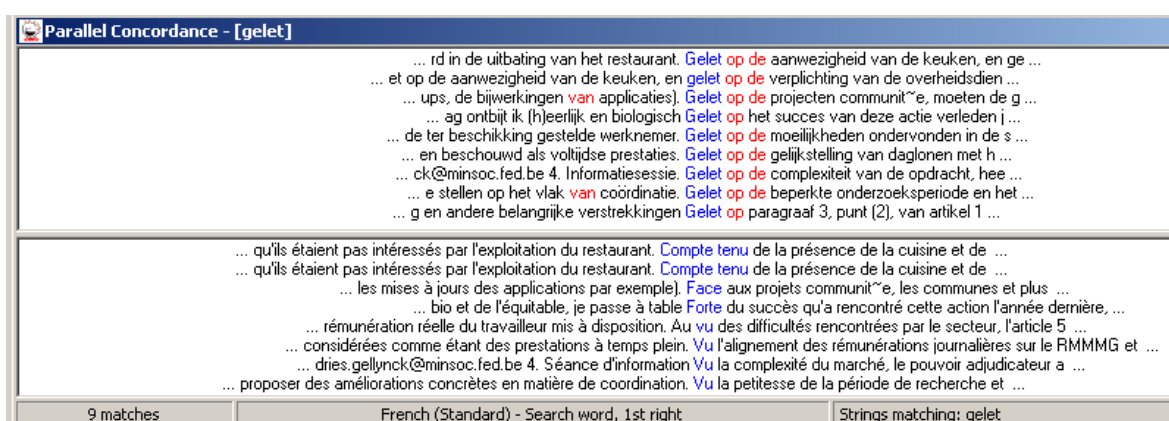 Parallel Concordance - [gelet]
... rd in de uitbating van het restaurant. Gelet op de aanwezigheid van de keuken, en ge ...
... et op de aanwezigheid van de keuken, en gelet op de verplichting van de overheidsdien ...
... ups, de bijwerkingen van applicaties). Gelet op de projecten communit~e, moeten de g ...
... ag ontbijt ik (h)eerlijk en biologisch Gelet op het succes van deze actie verleden j ...
... de ter beschikking gestelde werknemer. Gelet op de moeilijkheden ondervonden in de s ...
... en beschouwd als voltijdse prestaties. Gelet op de gelijkstelling van daglonen met h ...
... ck@minsoc.fed.be 4. Informatiesessie. Gelet op de complexiteit van de opdracht, hee ...
... e stellen op het vlak van coördinatie. Gelet op de beperkte onderzoeksperiode en het ...
... g en andere belangrijke verstrekkingen Gelet op paragraaf 3, punt (2), van artikel 1 ...
... qu'ils étaient pas intéressés par l'exploitation du restaurant. Compte tenu de la présence de la cuisine et de ...
... qu'ils étaient pas intéressés par l'exploitation du restaurant. Compte tenu de la présence de la cuisine et de ...
... les mises à jours des applications par exemple). Face aux projets communit~e, les communes et plus ...
... bio et de l'équitable, je passe à table Forte du succès qu'a rencontré cette action l'année dernière, ...
... rémunération réelle du travailleur mis à disposition. Au vu des difficultés rencontrées par le secteur, l'article 5 ...
... considérées comme étant des prestations à temps plein. Vu l'alignement des rémunérations journalières sur le RMMMG et ...
... dries.gellynck@minsoc.fed.be 4. Séance d'information Vu la complexité du marché, le pouvoir adjudicateur a ...
... proposer des améliorations concrètes en matière de coordination. Vu la petitesse de la période de recherche et ...
9 matches French (Standard) - Search word, 1st right Strings matching: gelet